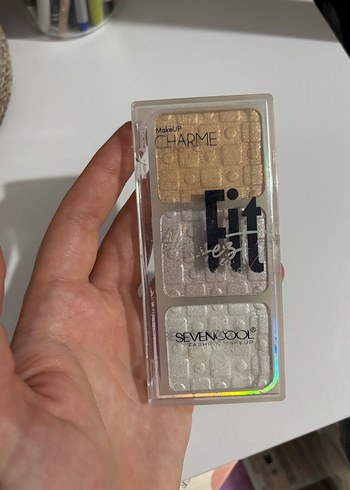 MakeUP
CHARME
Fit
SEVENCOOL®
FASHION MAKEUP